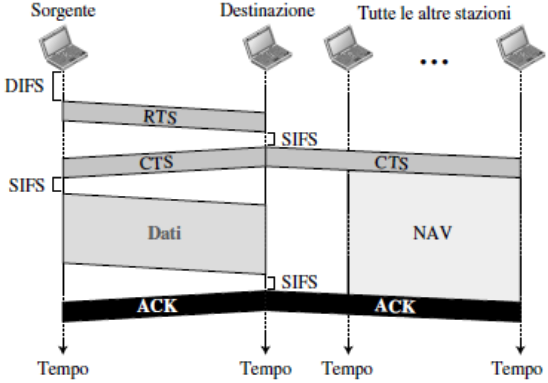 Sorgente Destinazione Tutte le altre stazioni
...
DIFS
RTS
SIFS
CTS CTS
SIFS
Dati NAV
SIFS
ACK ACK
Tempo Tempo Tempo Tempo